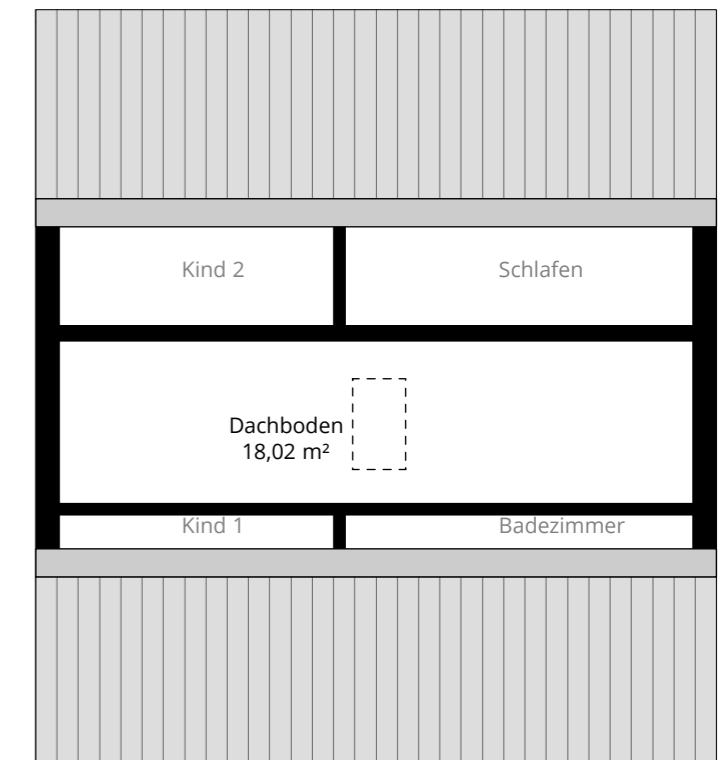 Kind 2
Schlafen
Dachboden
18,02 m²
Kind 1
Badezimmer